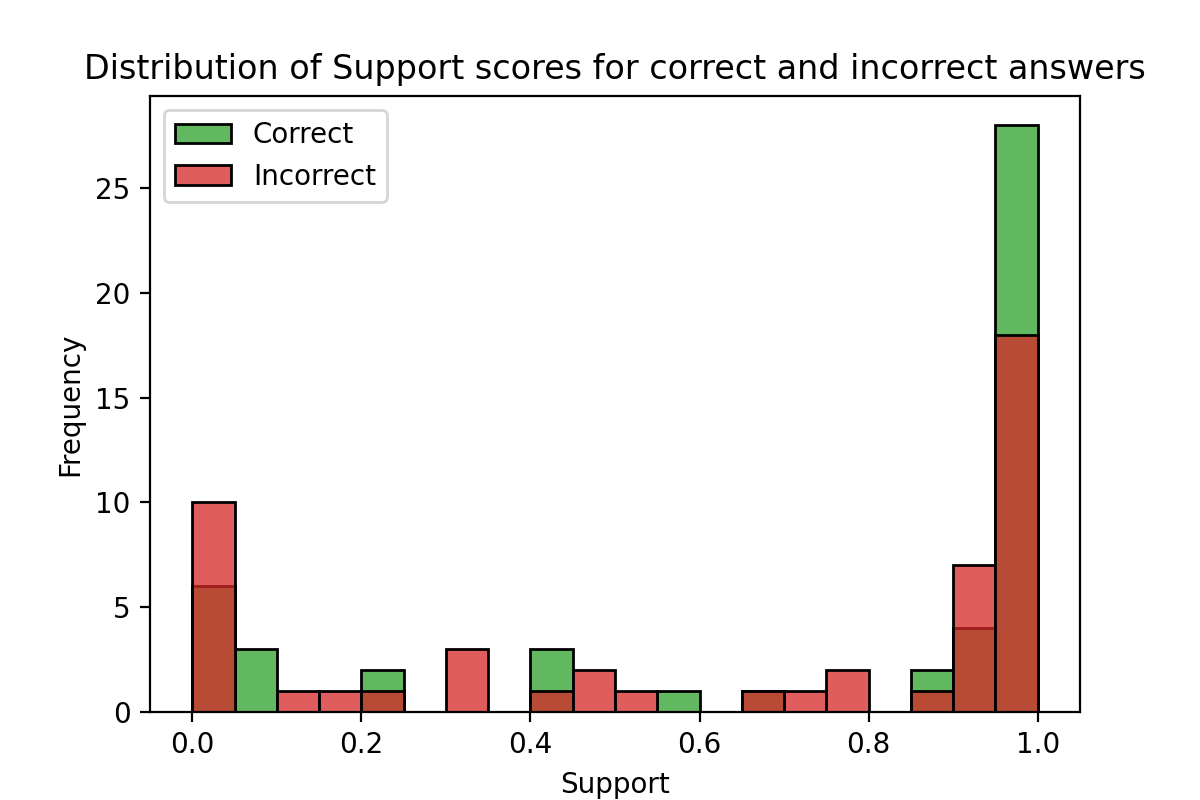 Distribution of Support scores for correct and incorrect answers
Correct
Incorrect
25
20
15
10
5
0
Frequency
0.0 0.2 0.4 0.6 0.8 1.0
Support